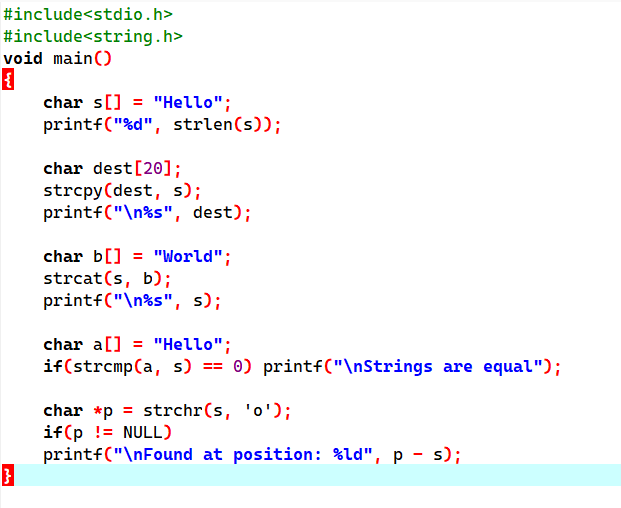 #include<stdio.h>
#include<string.h>
void main()
{
    char s[] = "Hello";
    printf("%d", strlen(s));

    char dest[20];
    strcpy(dest, s);
    printf("\n%s", dest);

    char b[] = "World";
    strcat(s, b);
    printf("\n%s", s);

    char a[] = "Hello";
    if(strcmp(a, s) == 0) printf("\nStrings are equal");

    char *p = strchr(s, 'o');
    if(p != NULL)
    printf("\nFound at position: %ld", p - s);
}